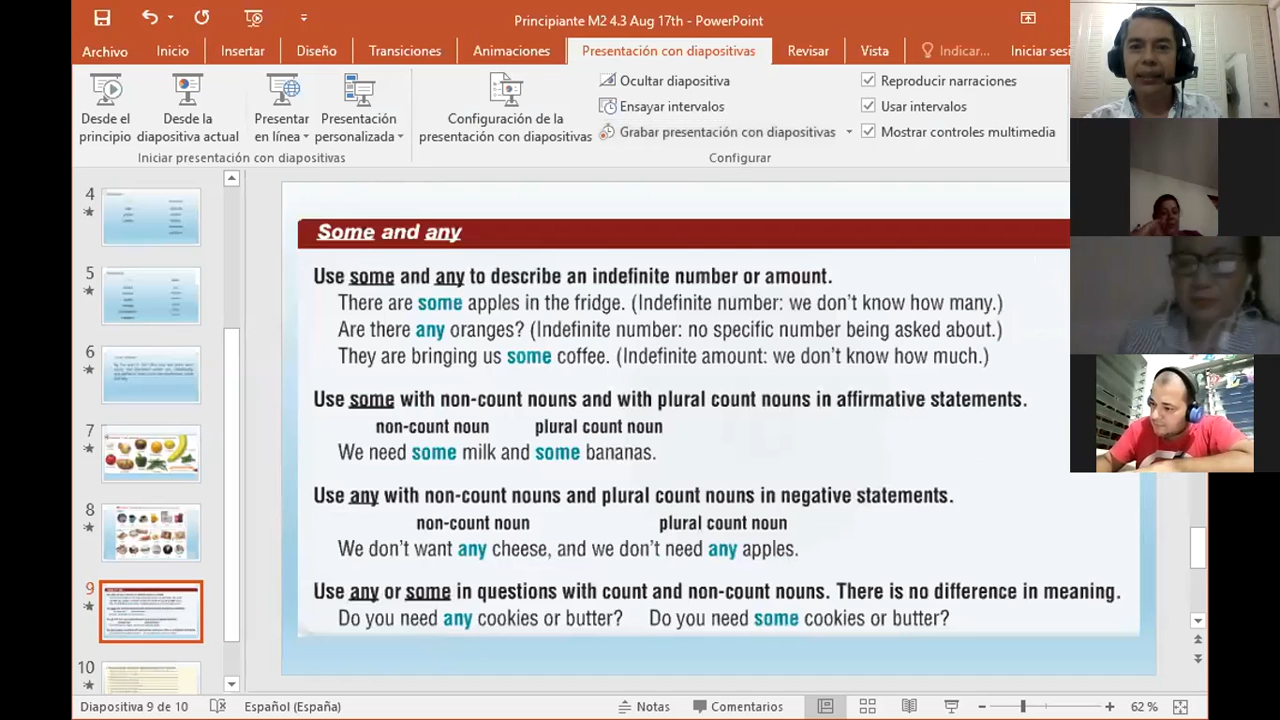 Principiante M2 4.3 Aug 17th - PowerPoint
Archivo Inicio Insertar Diseño Transiciones Animaciones Presentación con diapositivas Revisar Vista Indicar... Iniciar sesi
Desde el principio
Desde la diapositiva actual
Presentar en línea
Presentación personalizada
Iniciar presentación con diapositivas
Configuración de la presentación con diapositivas
Ocultar diapositiva
Ensayar intervalos
Grabar presentación con diapositivas
Reproducir narraciones
Usar intervalos
Mostrar controles multimedia
Configurar
4
5
6
7
8
9
10
Some and any
Use some and any to describe an indefinite number or amount.
There are some apples in the fridge. (Indefinite number: we don't know how many.)
Are there any oranges? (Indefinite number: no specific number being asked about.)
They are bringing us some coffee. (Indefinite amount: we don't know how much.)
Use some with non-count nouns and with plural count nouns in affirmative statements.
non-count noun plural count noun
We need some milk and some bananas.
Use any with non-count nouns and plural count nouns in negative statements.
non-count noun plural count noun
We don't want any cheese, and we don't need any apples.
Use any or some in questions with count and non-count nouns. There is no difference in meaning.
Do you need any cookies or butter? Do you need some cookies or butter?
Diapositiva 9 de 10 Español (España) Notas Comentarios 62 %